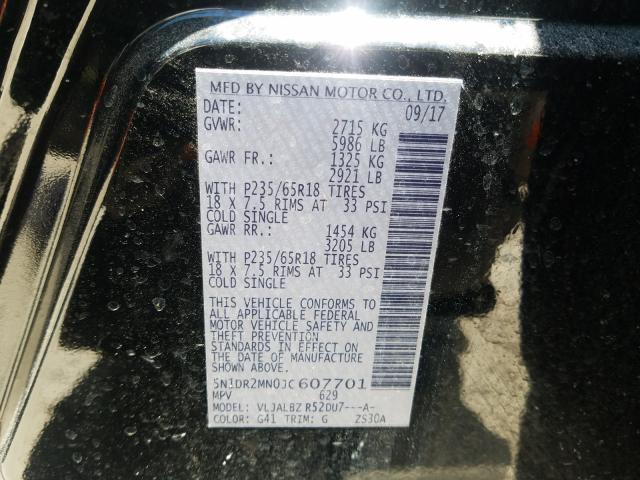 MFD BY NISSAN MOTOR CO., LTD.
DATE: 09/17
GVWR: 2715 KG
5986 LB
GAWR FR.: 1325 KG
2921 LB
WITH P235/65R18 TIRES
18 X 7.5 RIMS AT 33 PSI
COLD SINGLE
GAWR RR.: 1454 KG
3205 LB
WITH P235/65R18 TIRES
18 X 7.5 RIMS AT 33 PSI
COLD SINGLE
THIS VEHICLE CONFORMS TO
ALL APPLICABLE FEDERAL
MOTOR VEHICLE SAFETY AND
THEFT PREVENTION
STANDARDS IN EFFECT ON
THE DATE OF MANUFACTURE
SHOWN ABOVE.
5N1DR2MN0JC607701
MPV 629
MODEL: VLJALBZ R52DU7---A-
COLOR: G41 TRIM: G ZS30A